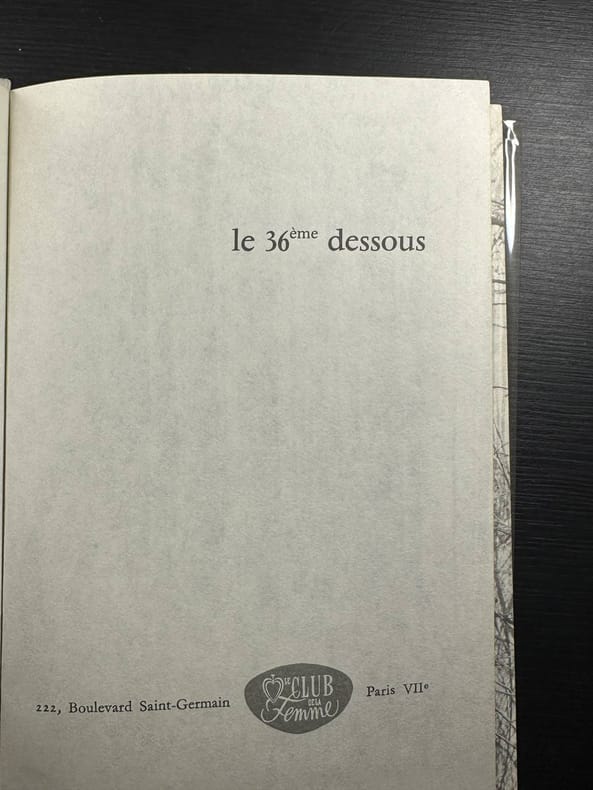 le 36ème dessous
222, Boulevard Saint-Germain
LE CLUB
DE LA
Femme
Paris VIIe